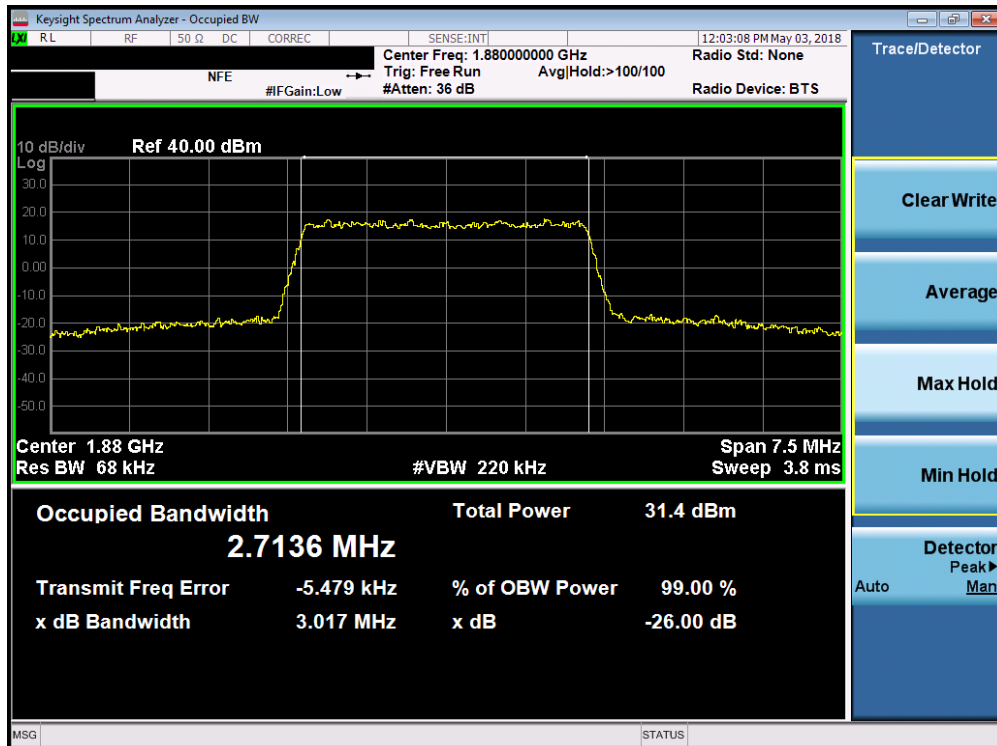 Keysight Spectrum Analyzer - Occupied BW
LXI RL RF 50 Ω DC CORREC SENSE:INT 12:03:08 PM May 03, 2018
Center Freq: 1.880000000 GHz Radio Std: None
NFE Trig: Free Run Avg|Hold:>100/100
#IFGain:Low #Atten: 36 dB Radio Device: BTS
10 dB/div Ref 40.00 dBm
Log
30.0
20.0
10.0
0.00
-10.0
-20.0
-30.0
-40.0
-50.0
Center 1.88 GHz Span 7.5 MHz
Res BW 68 kHz #VBW 220 kHz Sweep 3.8 ms
Occupied Bandwidth Total Power 31.4 dBm
2.7136 MHz
Transmit Freq Error -5.479 kHz % of OBW Power 99.00 %
x dB Bandwidth 3.017 MHz x dB -26.00 dB
Trace/Detector
Clear Write
Average
Max Hold
Min Hold
Detector
Peak▶
Auto Man
MSG STATUS